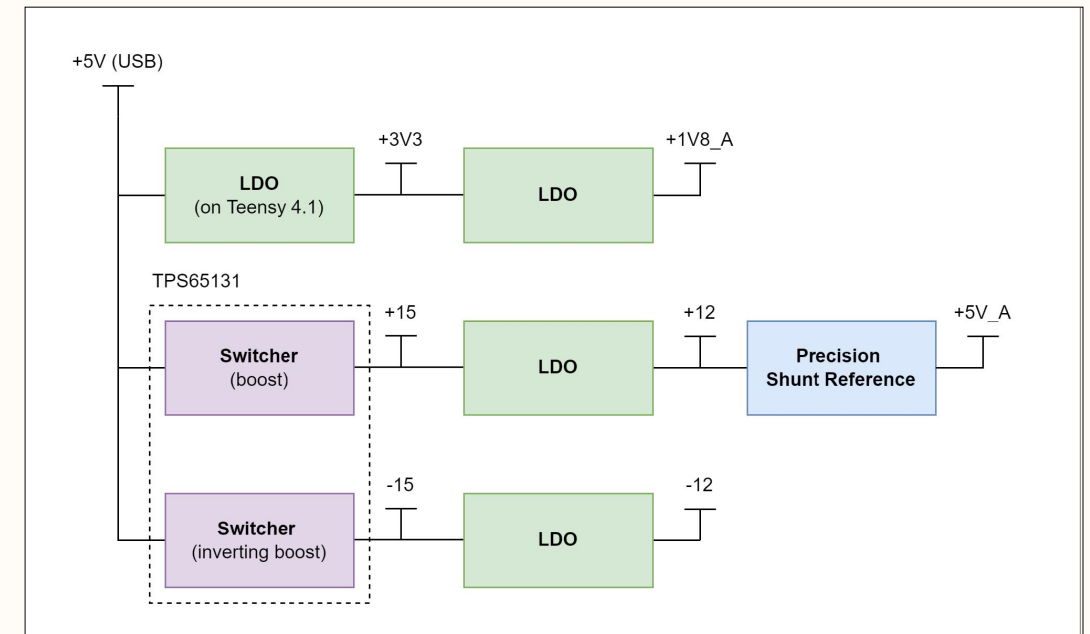 +5V (USB)
+3V3
+1V8_A
LDO
(on Teensy 4.1)
LDO
TPS65131
+15
+12
+5V_A
Switcher
(boost)
LDO
Precision
Shunt Reference
-15
-12
Switcher
(inverting boost)
LDO